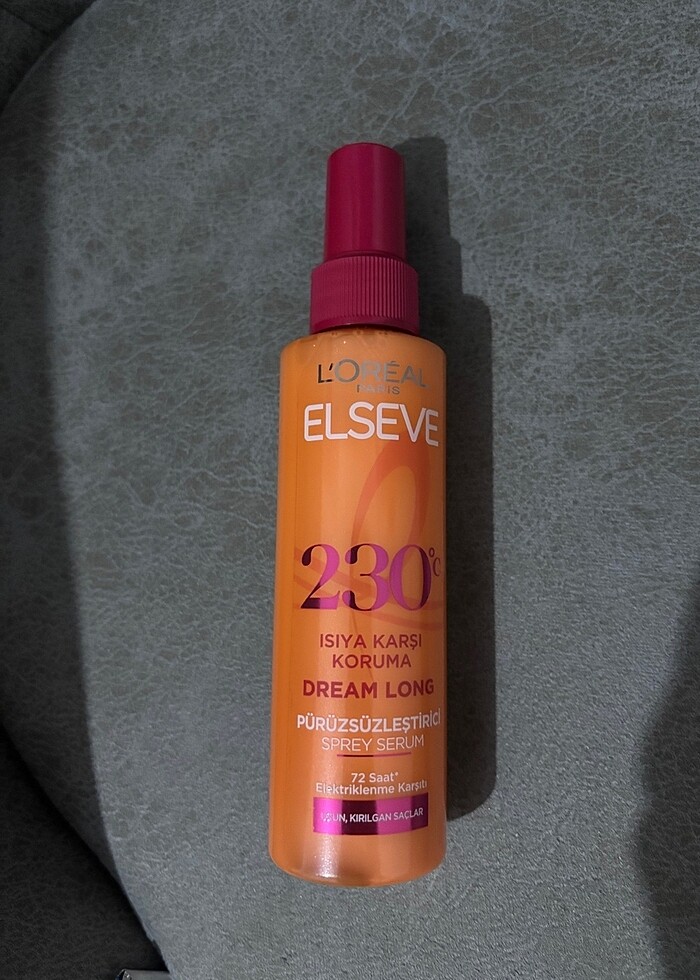 L'ORÉAL
PARIS
ELSEVE
230°C
ISIYA KARŞI
KORUMA
DREAM LONG
PÜRÜZSÜZLEŞTİRİCİ
SPREY SERUM
72 Saat*
Elektriklenme Karşıtı
UZUN, KIRILGAN SAÇLAR